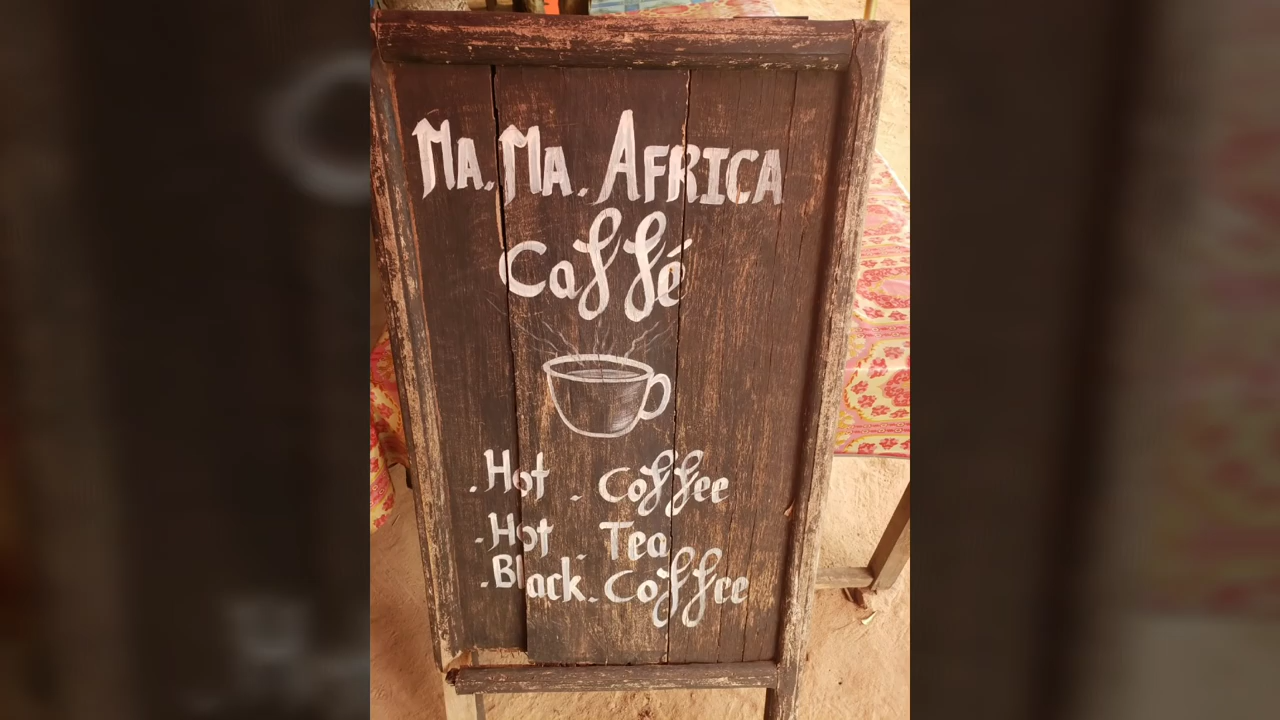 Ma.Ma. AFRICA
Caffé
.Hot . Coffee
.Hot . Tea
.Black. Coffee